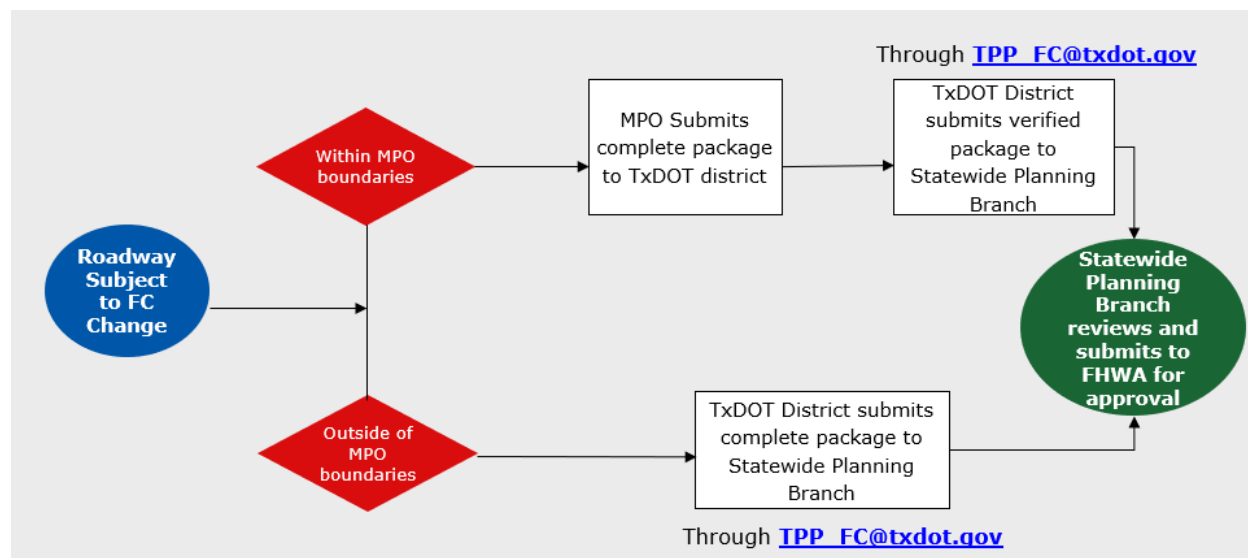 Through TPP_FC@txdot.gov
Within MPO
boundaries
MPO Submits
complete package
to TxDOT district
TxDOT District
submits verified
package to
Statewide Planning
Branch
Roadway
Subject
to FC
Change
Statewide
Planning
Branch
reviews and
submits to
FHWA for
approval
Outside of
MPO
boundaries
TxDOT District submits
complete package to
Statewide Planning
Branch
Through TPP_FC@txdot.gov